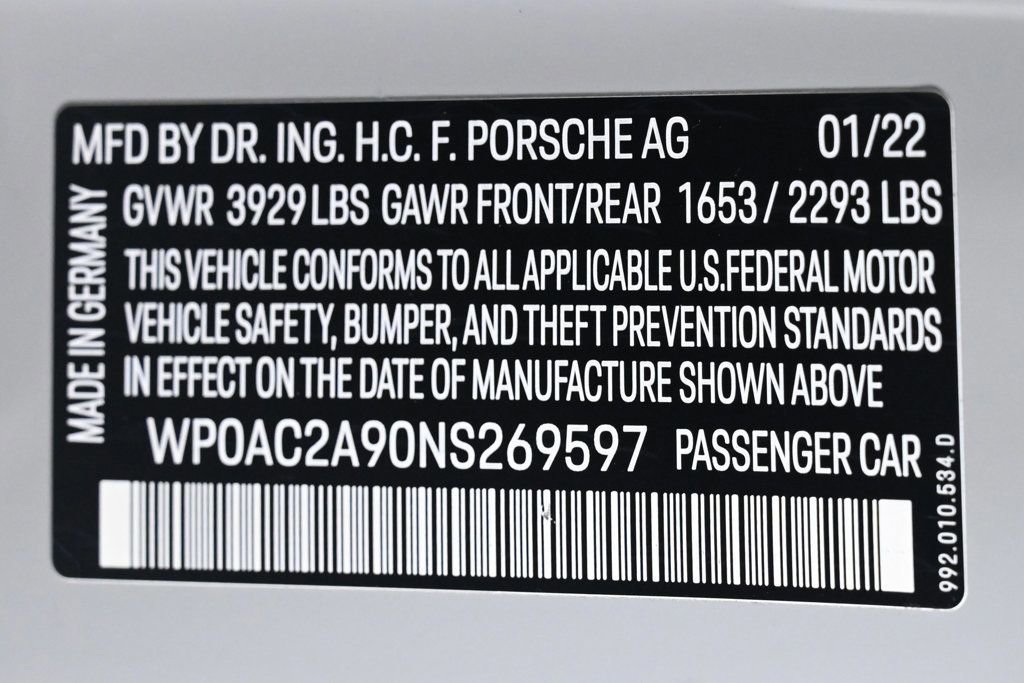 MFD BY DR. ING. H.C. F. PORSCHE AG 01/22
MADE IN GERMANY
GVWR 3929 LBS GAWR FRONT/REAR 1653 / 2293 LBS
THIS VEHICLE CONFORMS TO ALL APPLICABLE U.S.FEDERAL MOTOR
VEHICLE SAFETY, BUMPER, AND THEFT PREVENTION STANDARDS
IN EFFECT ON THE DATE OF MANUFACTURE SHOWN ABOVE
WP0AC2A90NS269597 PASSENGER CAR
992.010.534.D